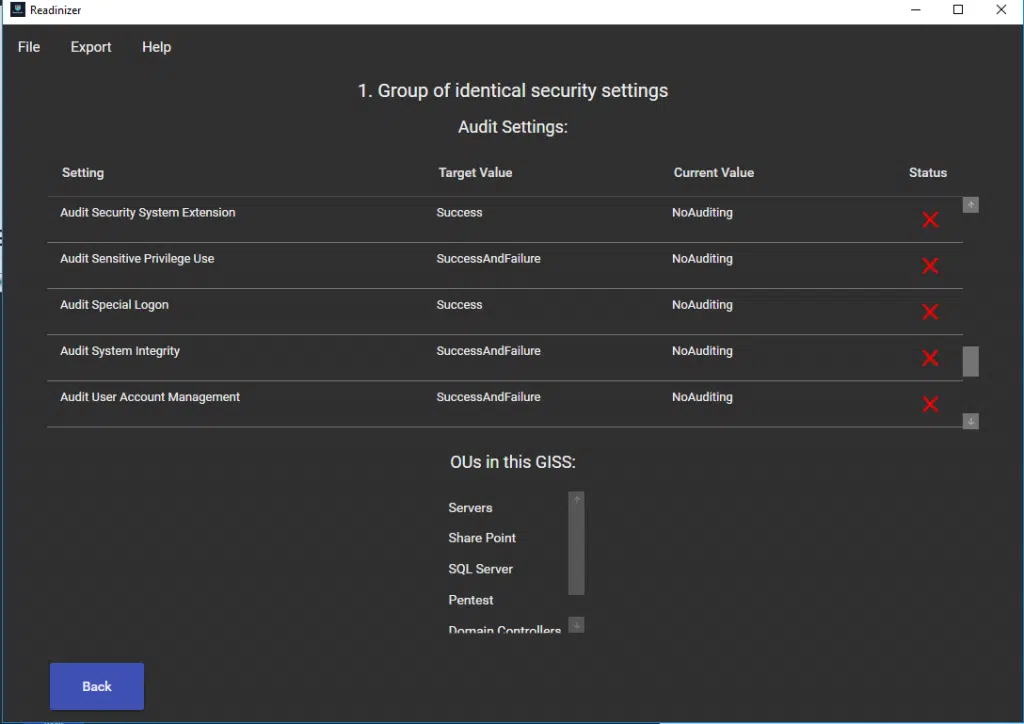 Readinizer
File Export Help
1. Group of identical security settings
Audit Settings:
Setting Target Value Current Value Status
Audit Security System Extension Success NoAuditing
Audit Sensitive Privilege Use SuccessAndFailure NoAuditing
Audit Special Logon Success NoAuditing
Audit System Integrity SuccessAndFailure NoAuditing
Audit User Account Management SuccessAndFailure NoAuditing
OUs in this GISS:
Servers
Share Point
SQL Server
Pentest
Domain Controllers
Back